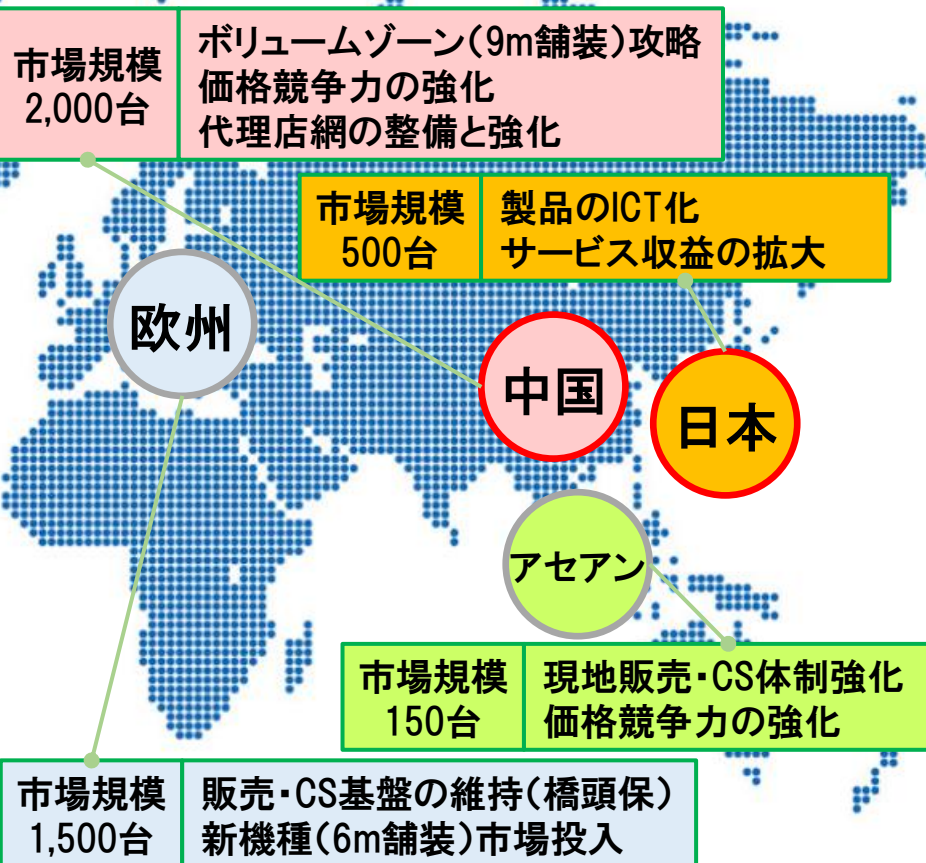 市場規模
2,000台
ボリュームゾーン(9m舗装)攻略
価格競争力の強化
代理店網の整備と強化
市場規模
500台
製品のICT化
サービス収益の拡大
欧州
中国
日本
アセアン
市場規模
150台
現地販売・CS体制強化
価格競争力の強化
市場規模
1,500台
販売・CS基盤の維持(橋頭保)
新機種(6m舗装)市場投入